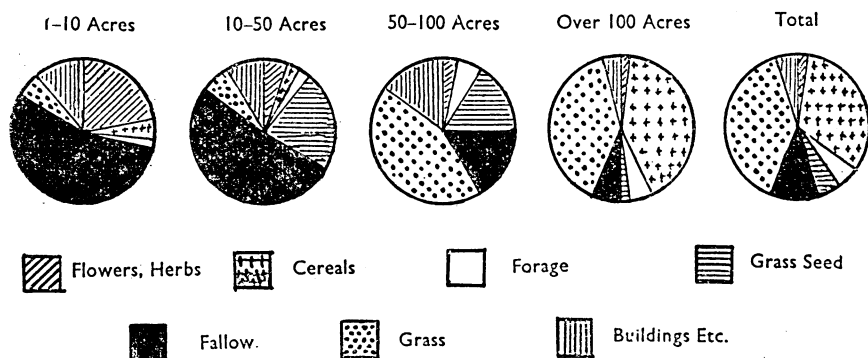 1–10 Acres 10–50 Acres 50–100 Acres Over 100 Acres Total
Flowers, Herbs Cereals Forage Grass Seed
Fallow. Grass Buildings Etc.